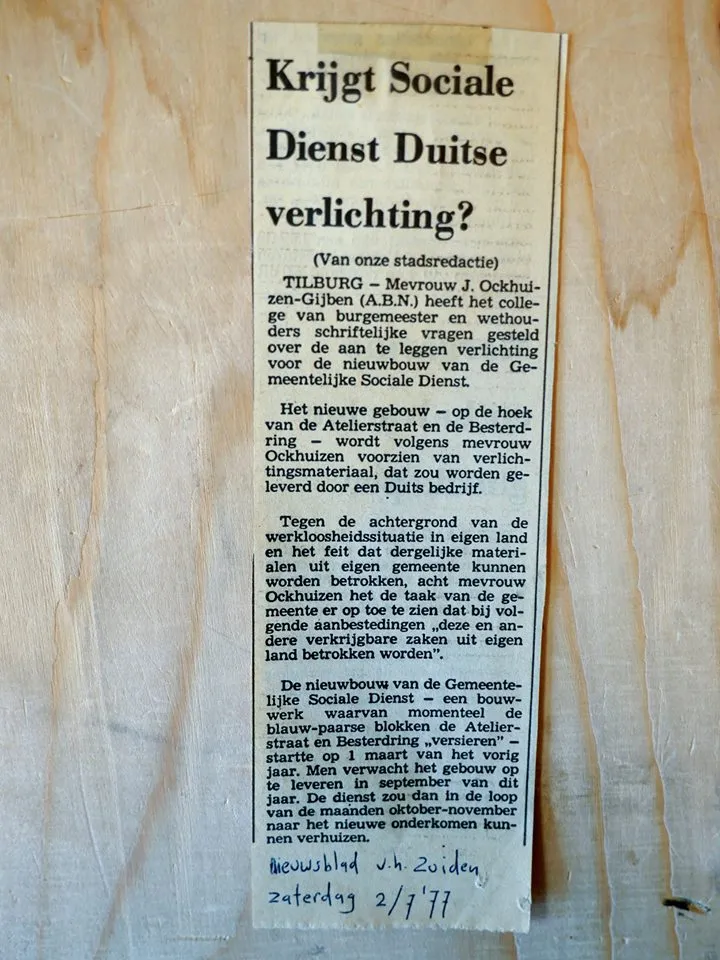 Krijgt Sociale
Dienst Duitse
verlichting?
(Van onze stadsredactie)
TILBURG – Mevrouw J. Ockhui-
zen-Gijben (A.B.N.) heeft het colle-
ge van burgemeester en wethou-
ders schriftelijke vragen gesteld
over de aan te leggen verlichting
voor de nieuwbouw van de Ge-
meentelijke Sociale Dienst.
Het nieuwe gebouw – op de hoek
van de Atelierstraat en de Besterd-
ring – wordt volgens mevrouw
Ockhuizen voorzien van verlich-
tingsmateriaal, dat zou worden ge-
leverd door een Duits bedrijf.
Tegen de achtergrond van de
werkloosheidssituatie in eigen land
en het feit dat dergelijke materi-
alen uit eigen gemeente kunnen
worden betrokken, acht mevrouw
Ockhuizen het de taak van de ge-
meente er op toe te zien dat bij vol-
gende aanbestedingen „deze en an-
dere verkrijgbare zaken uit eigen
land betrokken worden”.
De nieuwbouw van de Gemeente-
lijke Sociale Dienst – een bouw-
werk waarvan momenteel de
blauw-paarse blokken de Atelier-
straat en Besterdring „versieren” –
startte op 1 maart van het vorig
jaar. Men verwacht het gebouw op
te leveren in september van dit
jaar. De dienst zou dan in de loop
van de maanden oktober-november
naar het nieuwe onderkomen kun-
nen verhuizen.
Nieuwsblad v.h. Zuiden
zaterdag 2/7'77